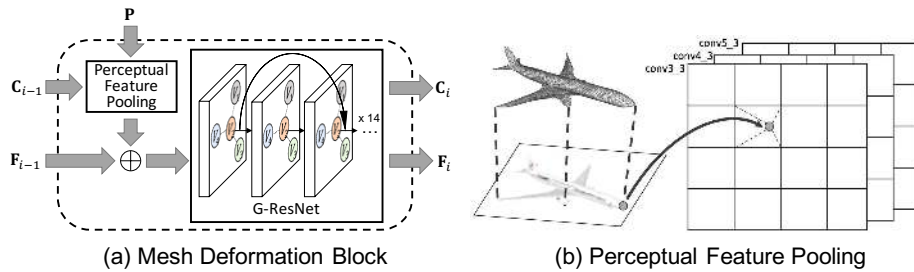 P
C_{i−1}
Perceptual
Feature
Pooling
F_{i−1}
x 14
...
C_i
F_i
G-ResNet
(a) Mesh Deformation Block
conv5_3
conv4_3
conv3_3
(b) Perceptual Feature Pooling